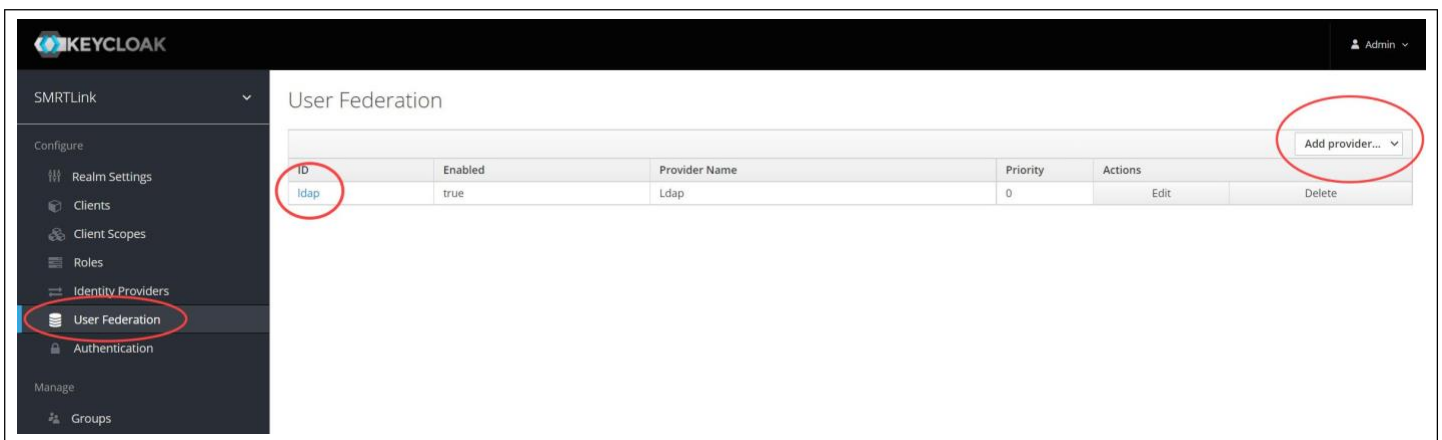 KEYCLOAK
Admin
SMRTLink
User Federation
Configure
Add provider...
ID Enabled Provider Name Priority Actions
ldap true Ldap 0 Edit Delete
Realm Settings
Clients
Client Scopes
Roles
Identity Providers
User Federation
Authentication
Manage
Groups